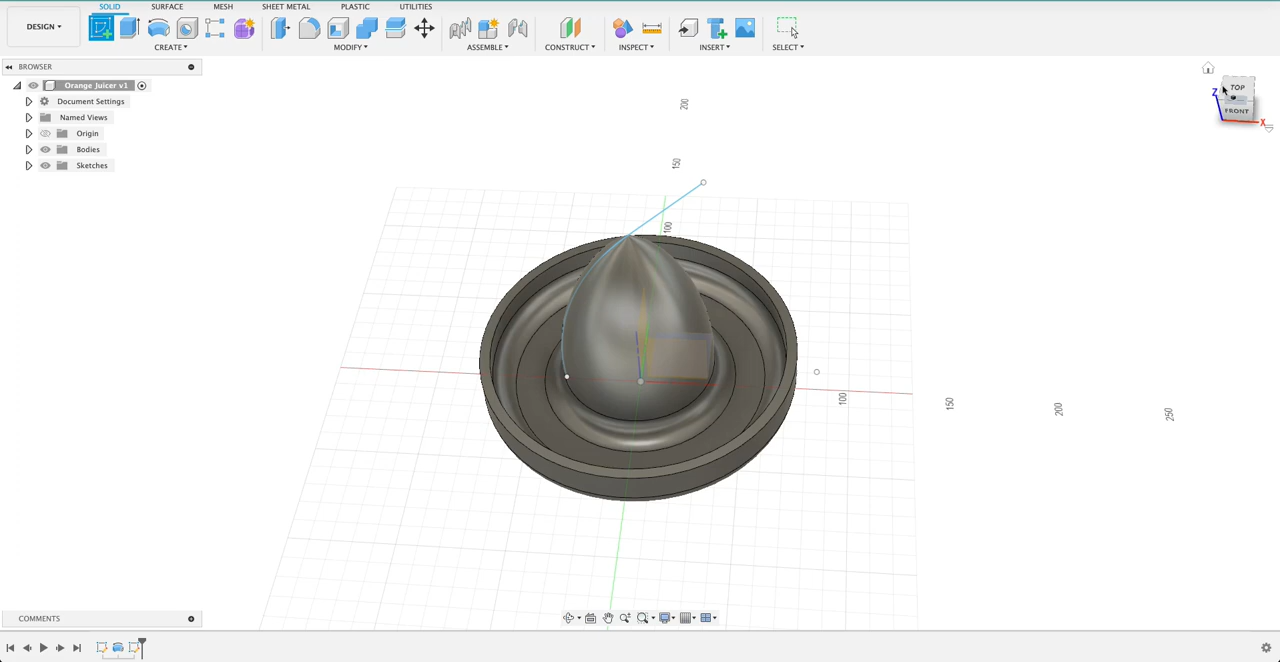 SOLID SURFACE MESH SHEET METAL PLASTIC UTILITIES
DESIGN
CREATE MODIFY ASSEMBLE CONSTRUCT INSPECT INSERT SELECT
BROWSER
Orange Juicer v1
Document Settings
Named Views
Origin
Bodies
Sketches
TOP
Z
FRONT
X
200
150
100
100
150
200
250
COMMENTS